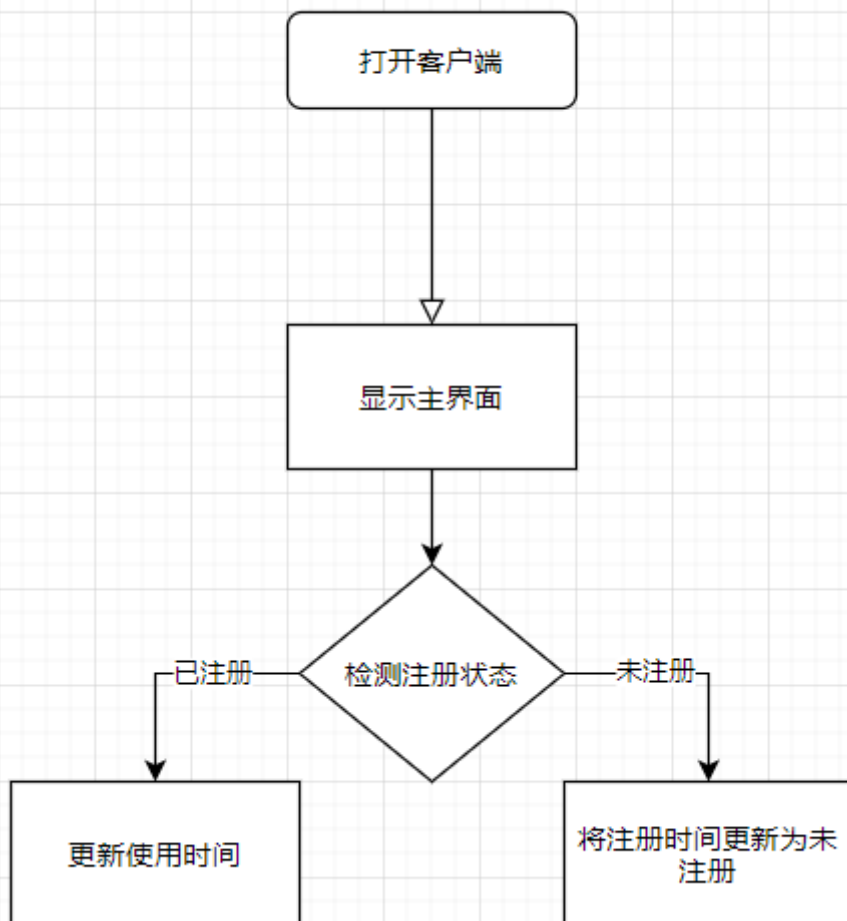 打开客户端
显示主界面
已注册
检测注册状态
未注册
更新使用时间
将注册时间更新为未
注册